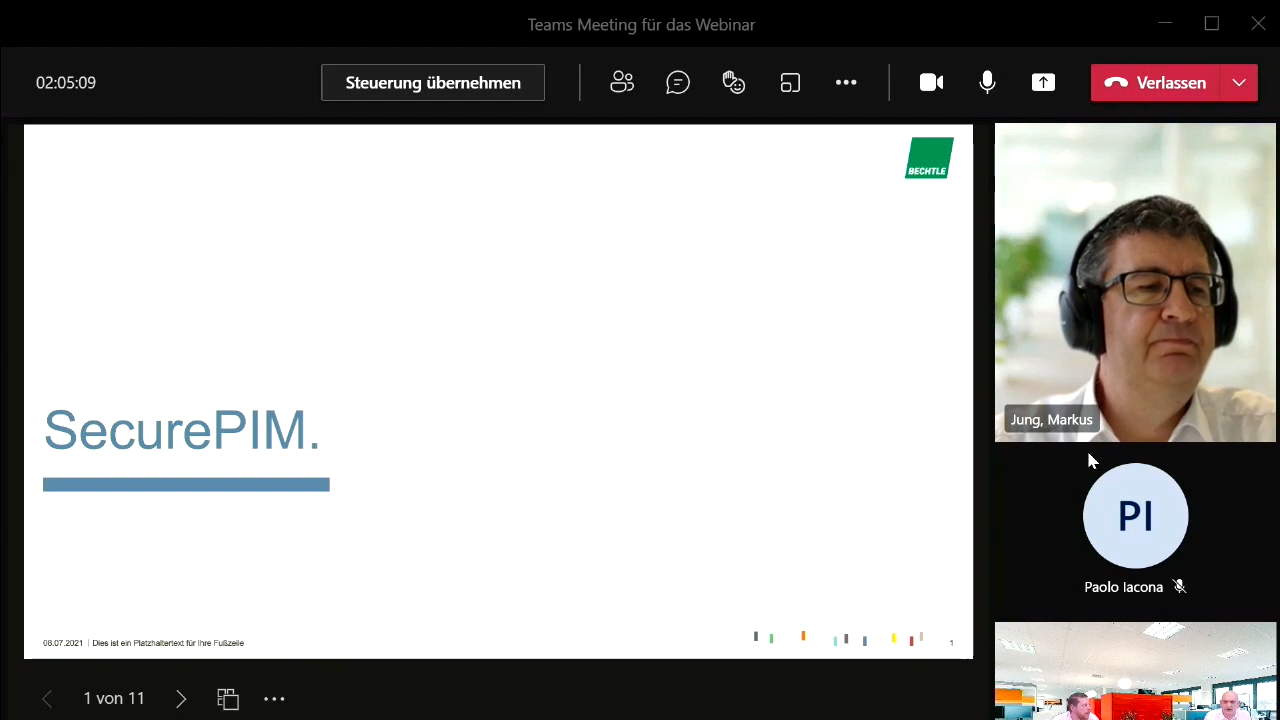 Teams Meeting für das Webinar
02:05:09
Steuerung übernehmen
Verlassen
BECHTLE
SecurePIM.
Jung, Markus
PI
Paolo Iacona
08.07.2021 | Dies ist ein Platzhaltertext für Ihre Fußzeile
1
1 von 11